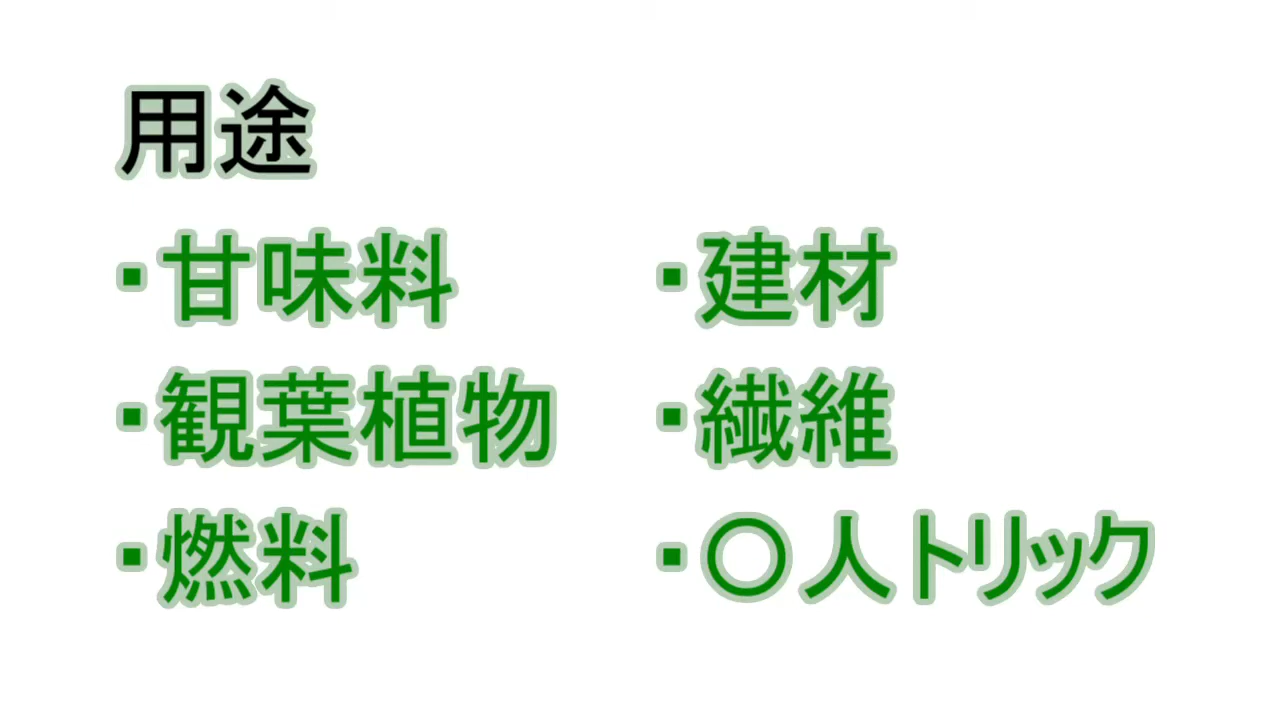 用途
・甘味料
・建材
・観葉植物
・繊維
・燃料
・〇人トリック